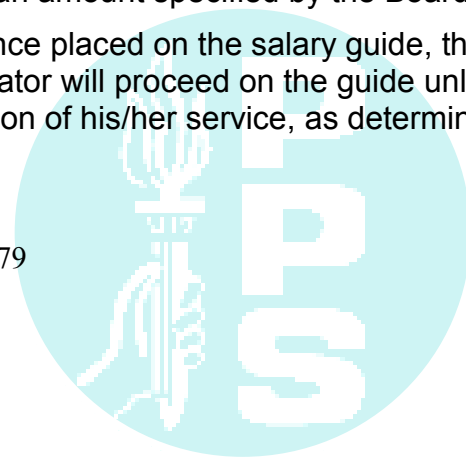 an amount specified by the Board
nce placed on the salary guide, th
ator will proceed on the guide unl
on of his/her service, as determin
79
P
P
S